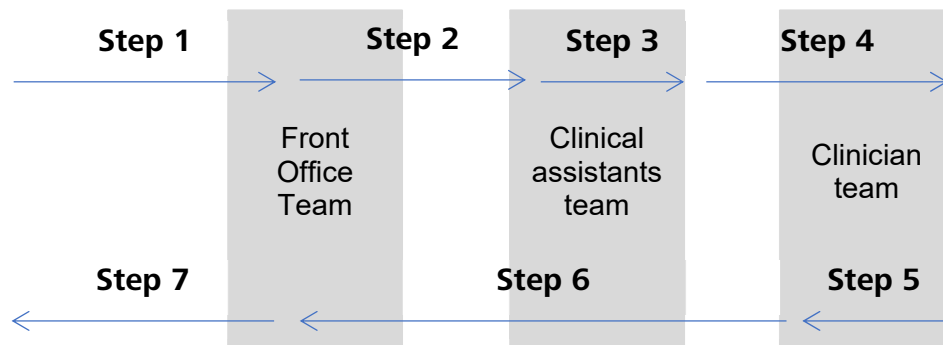 Step 1
Step 2
Step 3
Step 4
Front
Office
Team
Clinical
assistants
team
Clinician
team
Step 7
Step 6
Step 5